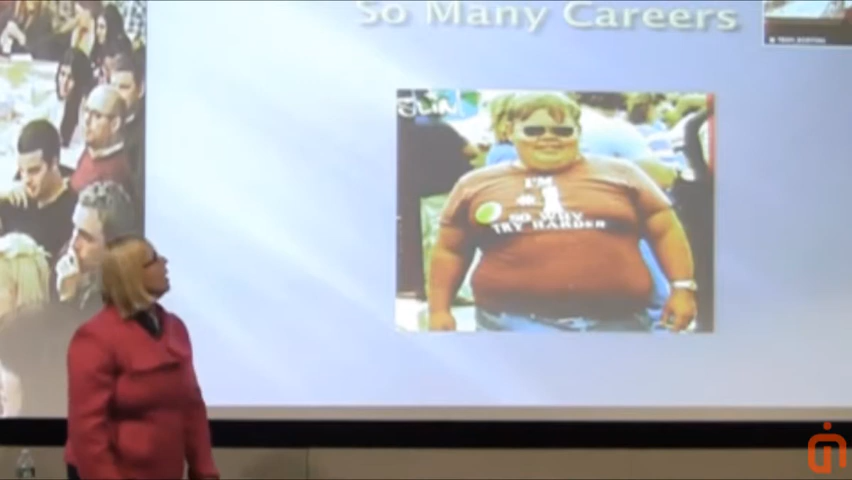 So Many Careers
I'M
#1
SO WHY
TRY HARDER